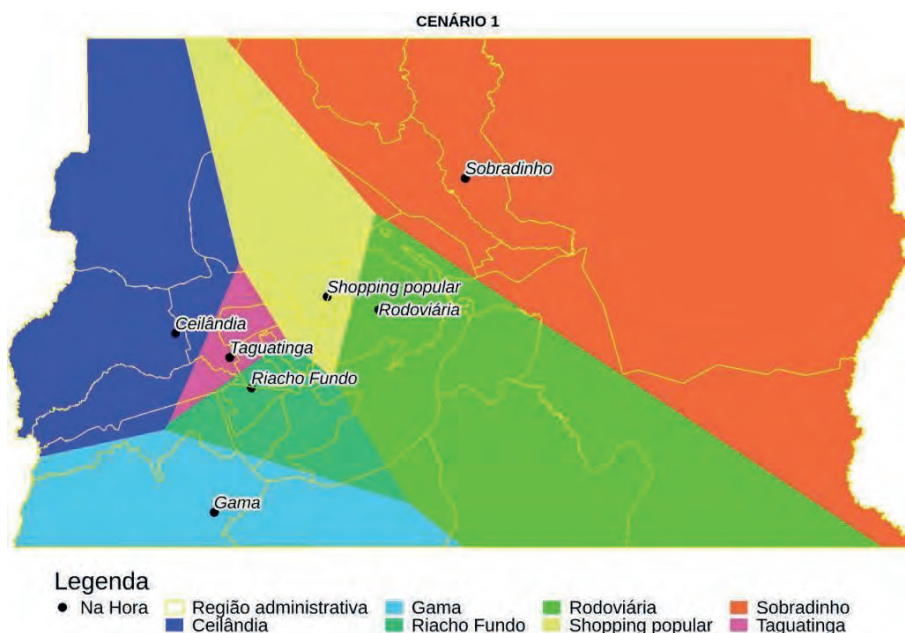 CENÁRIO 1
Sobradinho
Shopping popular
Rodoviária
Ceilândia
Taguatinga
Riacho Fundo
Gama
Legenda
Na Hora Região administrativa Gama Rodoviária Sobradinho
Ceilândia Riacho Fundo Shopping popular Taguatinga